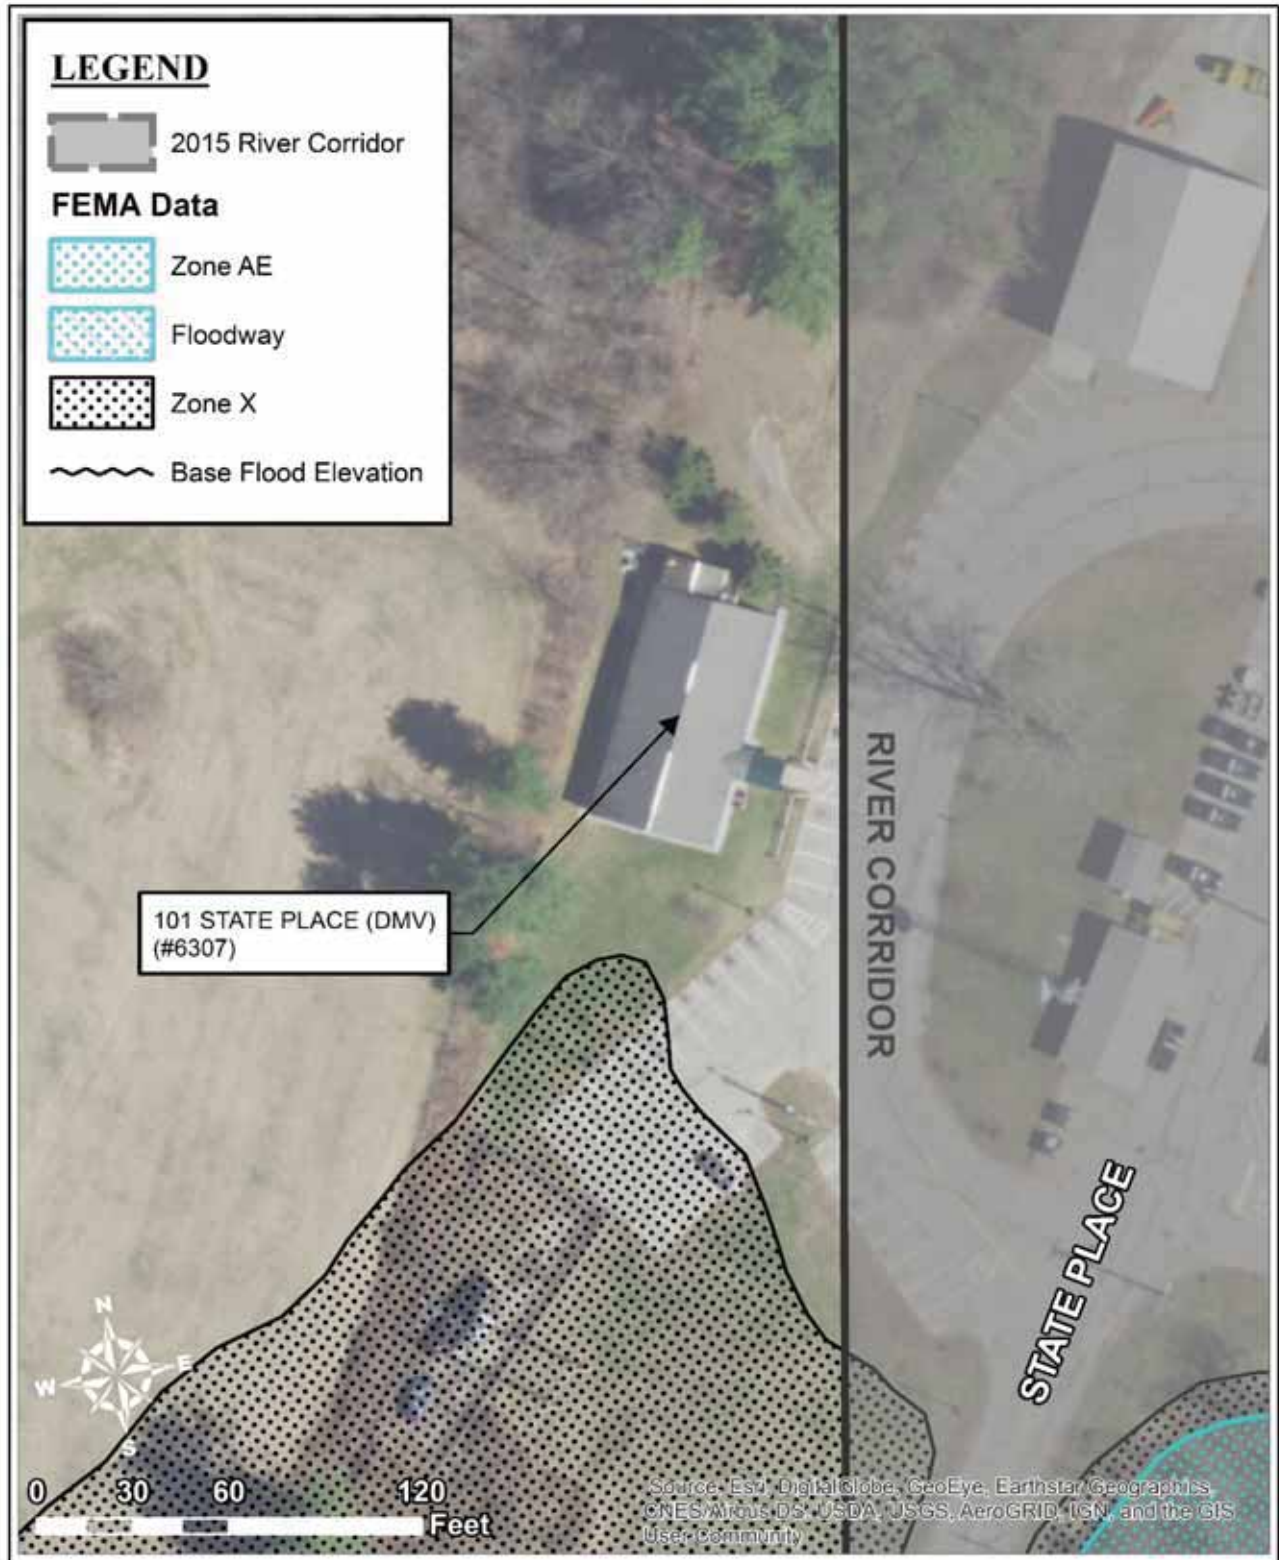 LEGEND
2015 River Corridor
FEMA Data
Zone AE
Floodway
Zone X
Base Flood Elevation
RIVER CORRIDOR
101 STATE PLACE (DMV)
(#6307)
STATE PLACE
N
E
W
S
0 30 60 120
Feet
Source: Esri, DigitalGlobe, GeoEye, Earthstar Geographics,
CNES/Airbus DS, USDA, USGS, AeroGRID, IGN, and the GIS
User Community